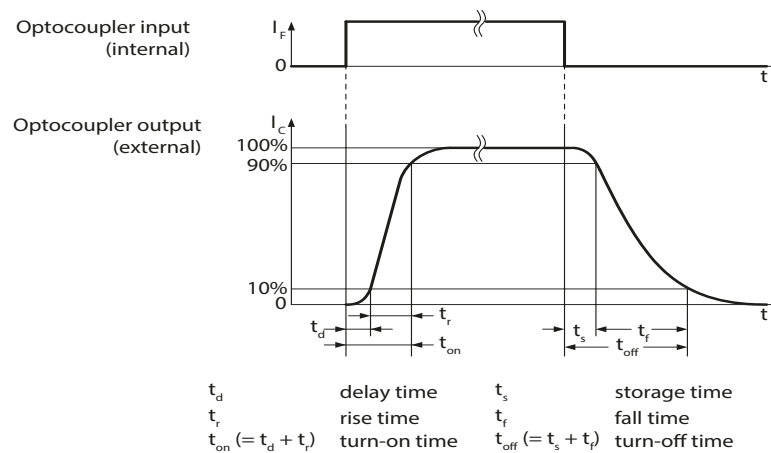 Optocoupler input
(internal)
I_F
0
t
Optocoupler output
(external)
I_C
100%
90%
10%
0
t
t_d
t_r
t_on
t_s
t_f
t_off
t_d delay time t_s storage time
t_r rise time t_f fall time
t_on (= t_d + t_r) turn-on time t_off (= t_s + t_f) turn-off time